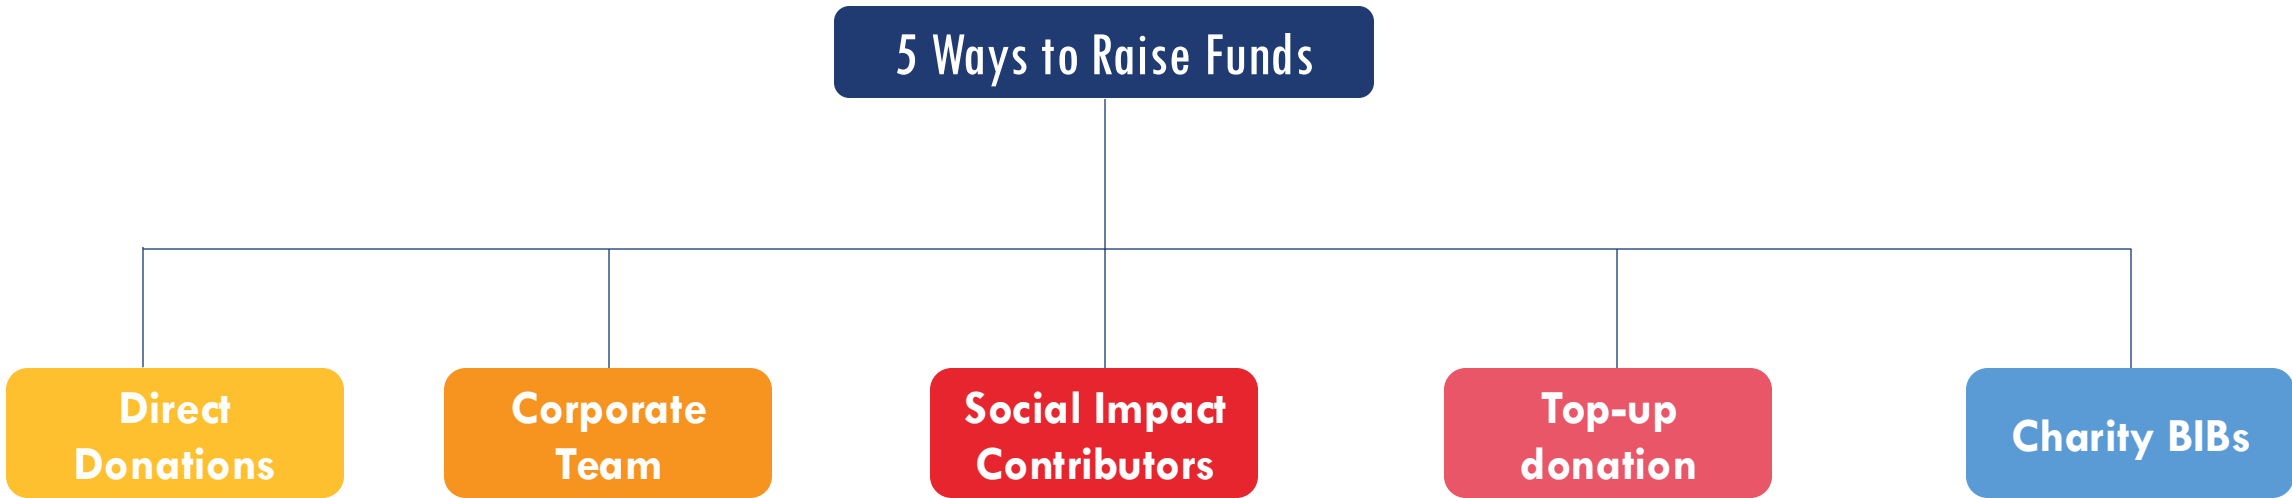 5 Ways to Raise Funds
Direct
Donations
Corporate
Team
Social Impact
Contributors
Top-up
donation
Charity BIBs